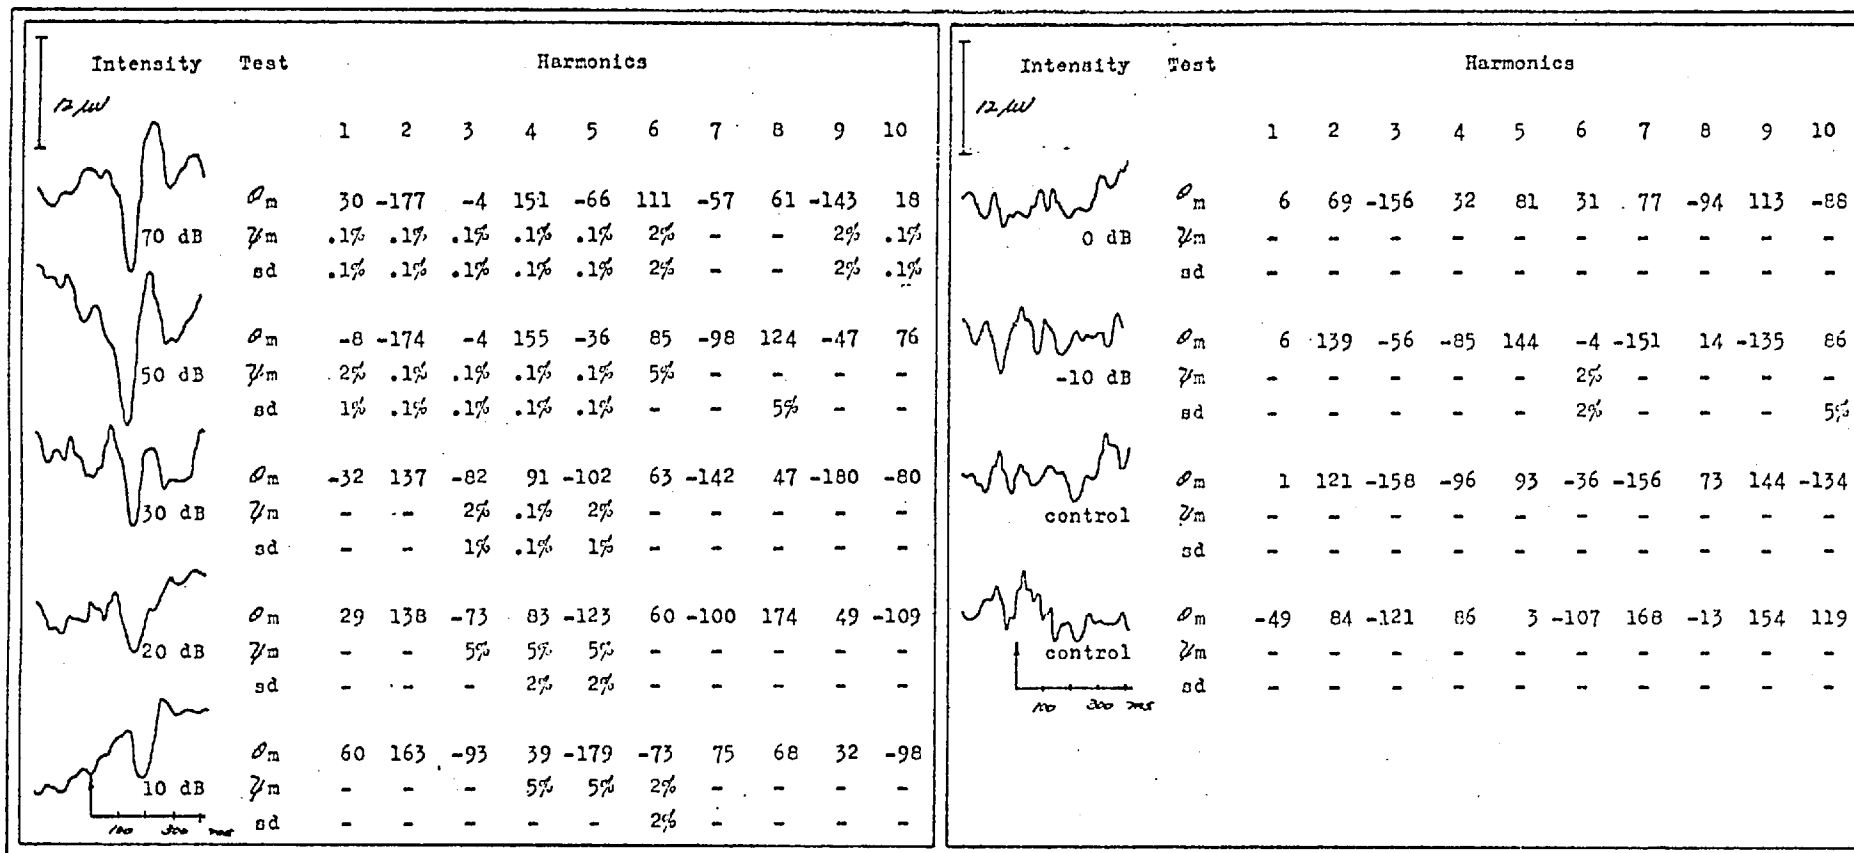 Intensity Test Harmonics
12 μV
1 2 3 4 5 6 7 8 9 10
θm 30 -177 -4 151 -66 111 -57 61 -143 18
70 dB γm .1% .1% .1% .1% .1% 2% - - 2% .1%
sd .1% .1% .1% .1% .1% 2% - - 2% .1%
θm -8 -174 -4 155 -36 85 -98 124 -47 76
50 dB γm 2% .1% .1% .1% .1% 5% - - - -
sd 1% .1% .1% .1% .1% - - 5% - -
θm -32 137 -82 91 -102 63 -142 47 -180 -80
30 dB γm - - 2% .1% 2% - - - - -
sd - - 1% .1% 1% - - - - -
θm 29 138 -73 83 -123 60 -100 174 49 -109
20 dB γm - - 5% 5% 5% - - - - -
sd - - - 2% 2% - - - - -
θm 60 163 -93 39 -179 -73 75 68 32 -98
10 dB γm - - - 5% 5% 2% - - - -
sd - - - - - 2% - - - -
100 300 ms
Intensity Test Harmonics
12 μV
1 2 3 4 5 6 7 8 9 10
θm 6 69 -156 32 81 31 77 -94 113 -88
0 dB γm - - - - - - - - - -
sd - - - - - - - - - -
θm 6 139 -56 -85 144 -4 -151 14 -135 86
-10 dB γm - - - - - 2% - - - -
sd - - - - - 2% - - - 5%
θm 1 121 -158 -96 93 -36 -156 73 144 -134
control γm - - - - - - - - - -
sd - - - - - - - - - -
θm -49 84 -121 86 3 -107 168 -13 154 119
control γm - - - - - - - - - -
sd - - - - - - - - - -
100 300 ms